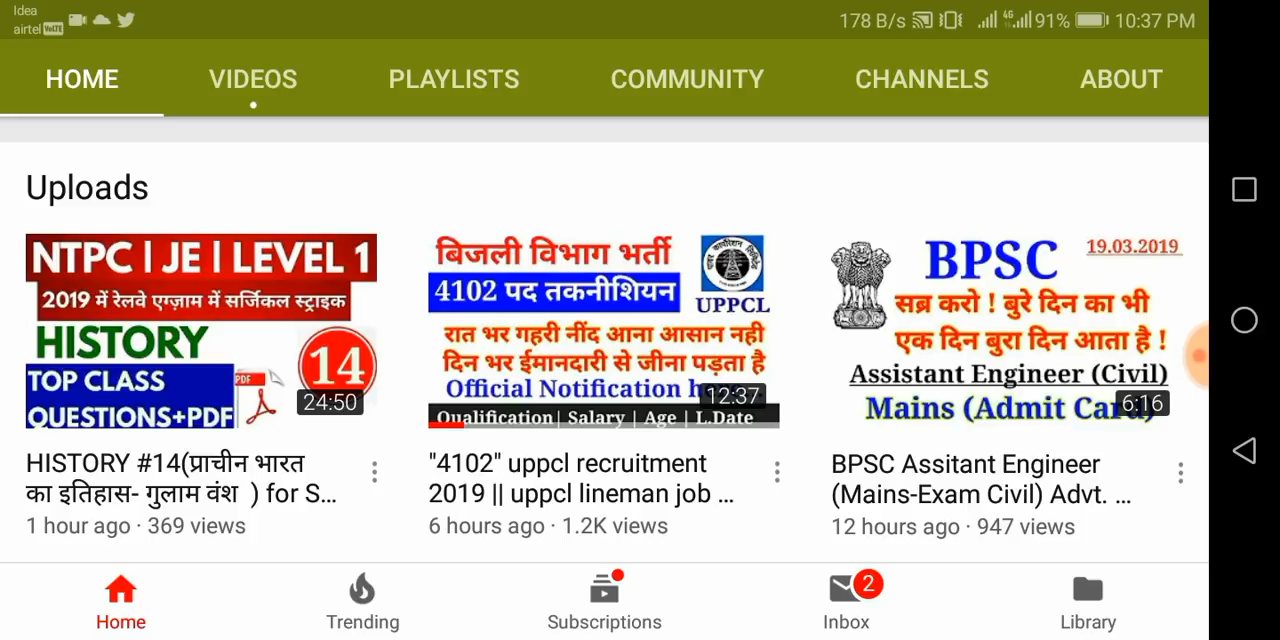 Idea
airtel VoLTE
178 B/s 4G 91% 10:37 PM
HOME VIDEOS PLAYLISTS COMMUNITY CHANNELS ABOUT
Uploads
NTPC | JE | LEVEL 1
2019 में रेलवे एग्ज़ाम में सर्जिकल स्ट्राइक
HISTORY
TOP CLASS
QUESTIONS+PDF
PDF
14
24:50
HISTORY #14(प्राचीन भारत
का इतिहास- गुलाम वंश ) for S...
1 hour ago · 369 views
बिजली विभाग भर्ती
4102 पद तकनीशियन
UPPCL
रात भर गहरी नींद आना आसान नही
दिन भर ईमानदारी से जीना पड़ता है
Official Notification
12:37
Qualification| Salary | Age | L.Date
"4102" uppcl recruitment
2019 || uppcl lineman job ...
6 hours ago · 1.2K views
BPSC
19.03.2019
सब्र करो ! बुरे दिन का भी
एक दिन बुरा दिन आता है !
Assistant Engineer (Civil)
Mains (Admit Card)
6:16
BPSC Assitant Engineer
(Mains-Exam Civil) Advt. ...
12 hours ago · 947 views
Home Trending Subscriptions Inbox 2 Library